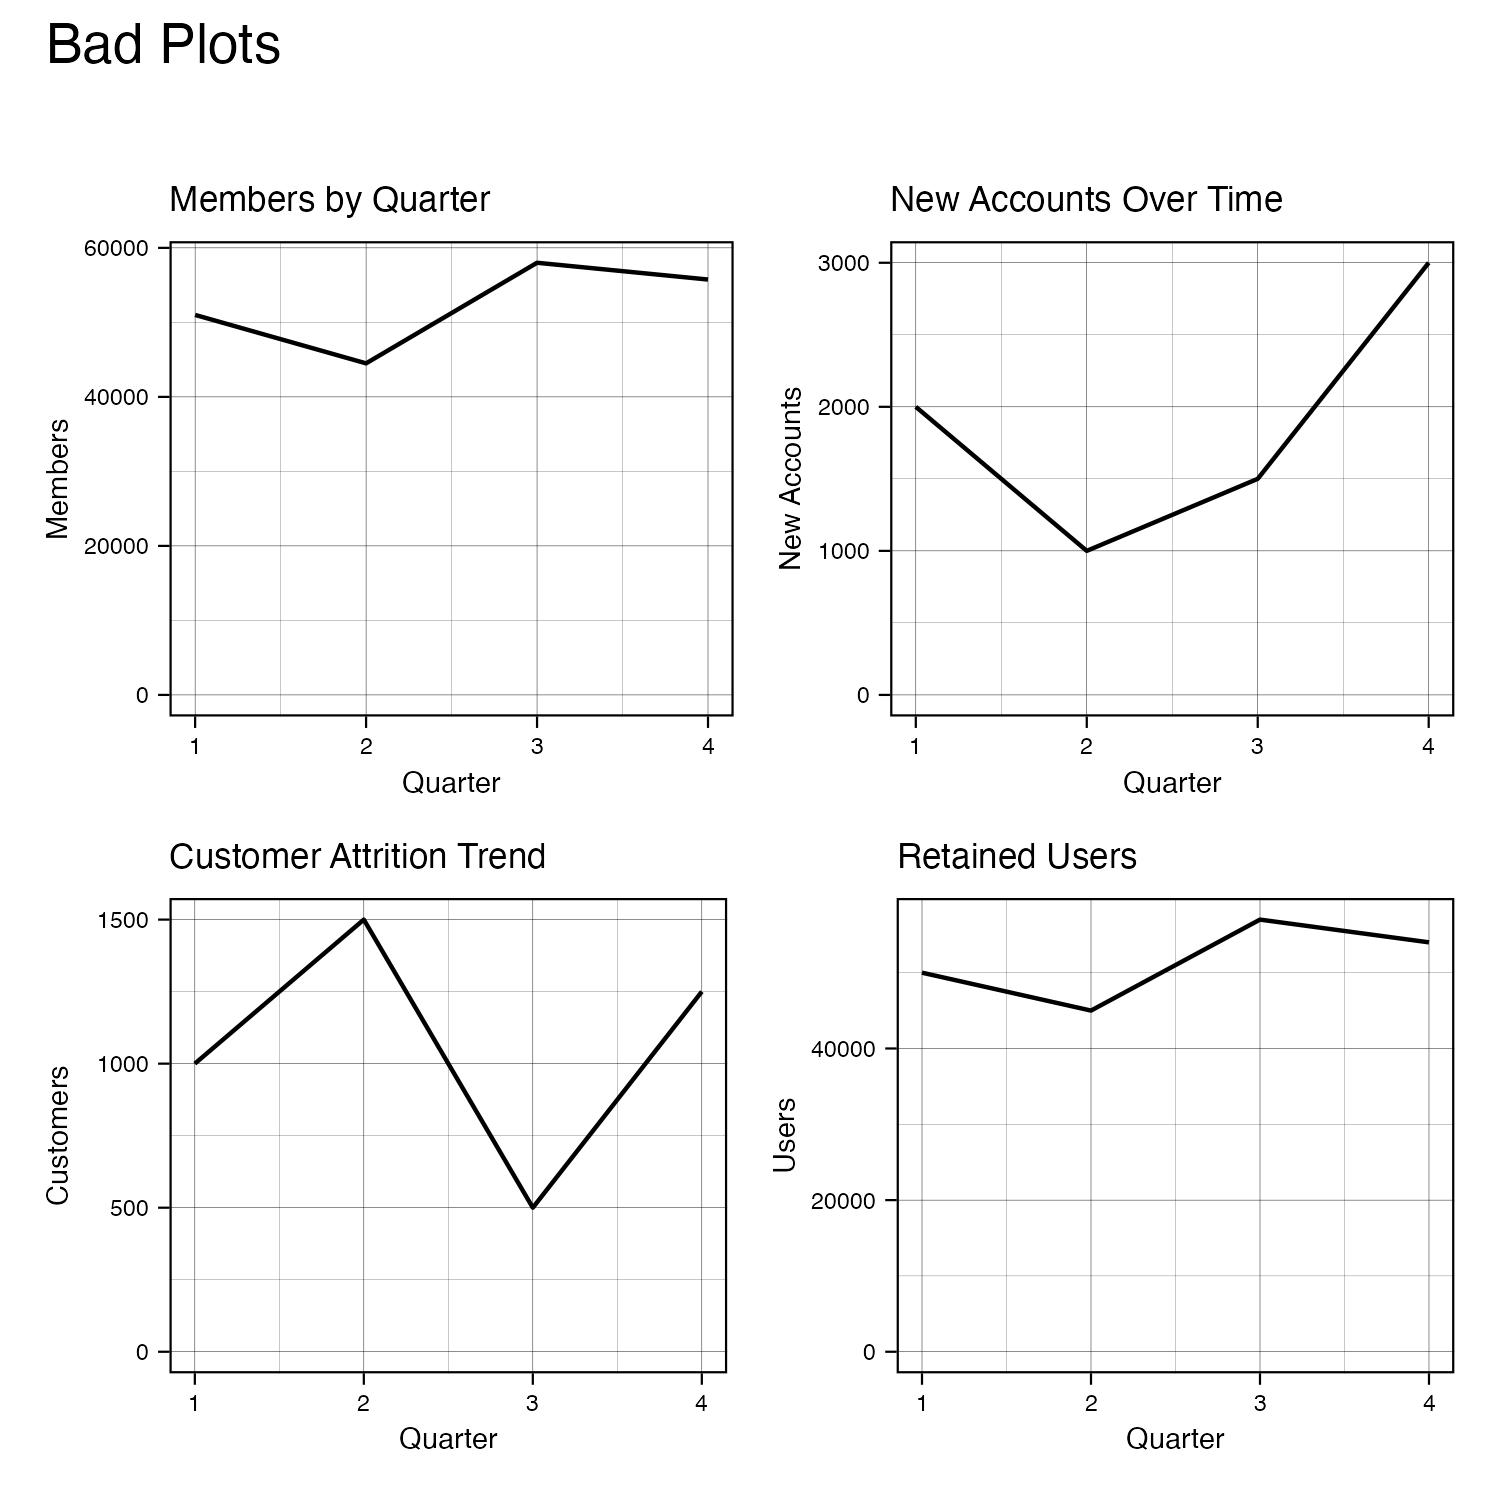 Bad Plots
Members by Quarter
60000
40000
20000
0
Members
1 2 3 4
Quarter
New Accounts Over Time
3000
2000
1000
0
New Accounts
1 2 3 4
Quarter
Customer Attrition Trend
1500
1000
500
0
Customers
1 2 3 4
Quarter
Retained Users
40000
20000
0
Users
1 2 3 4
Quarter